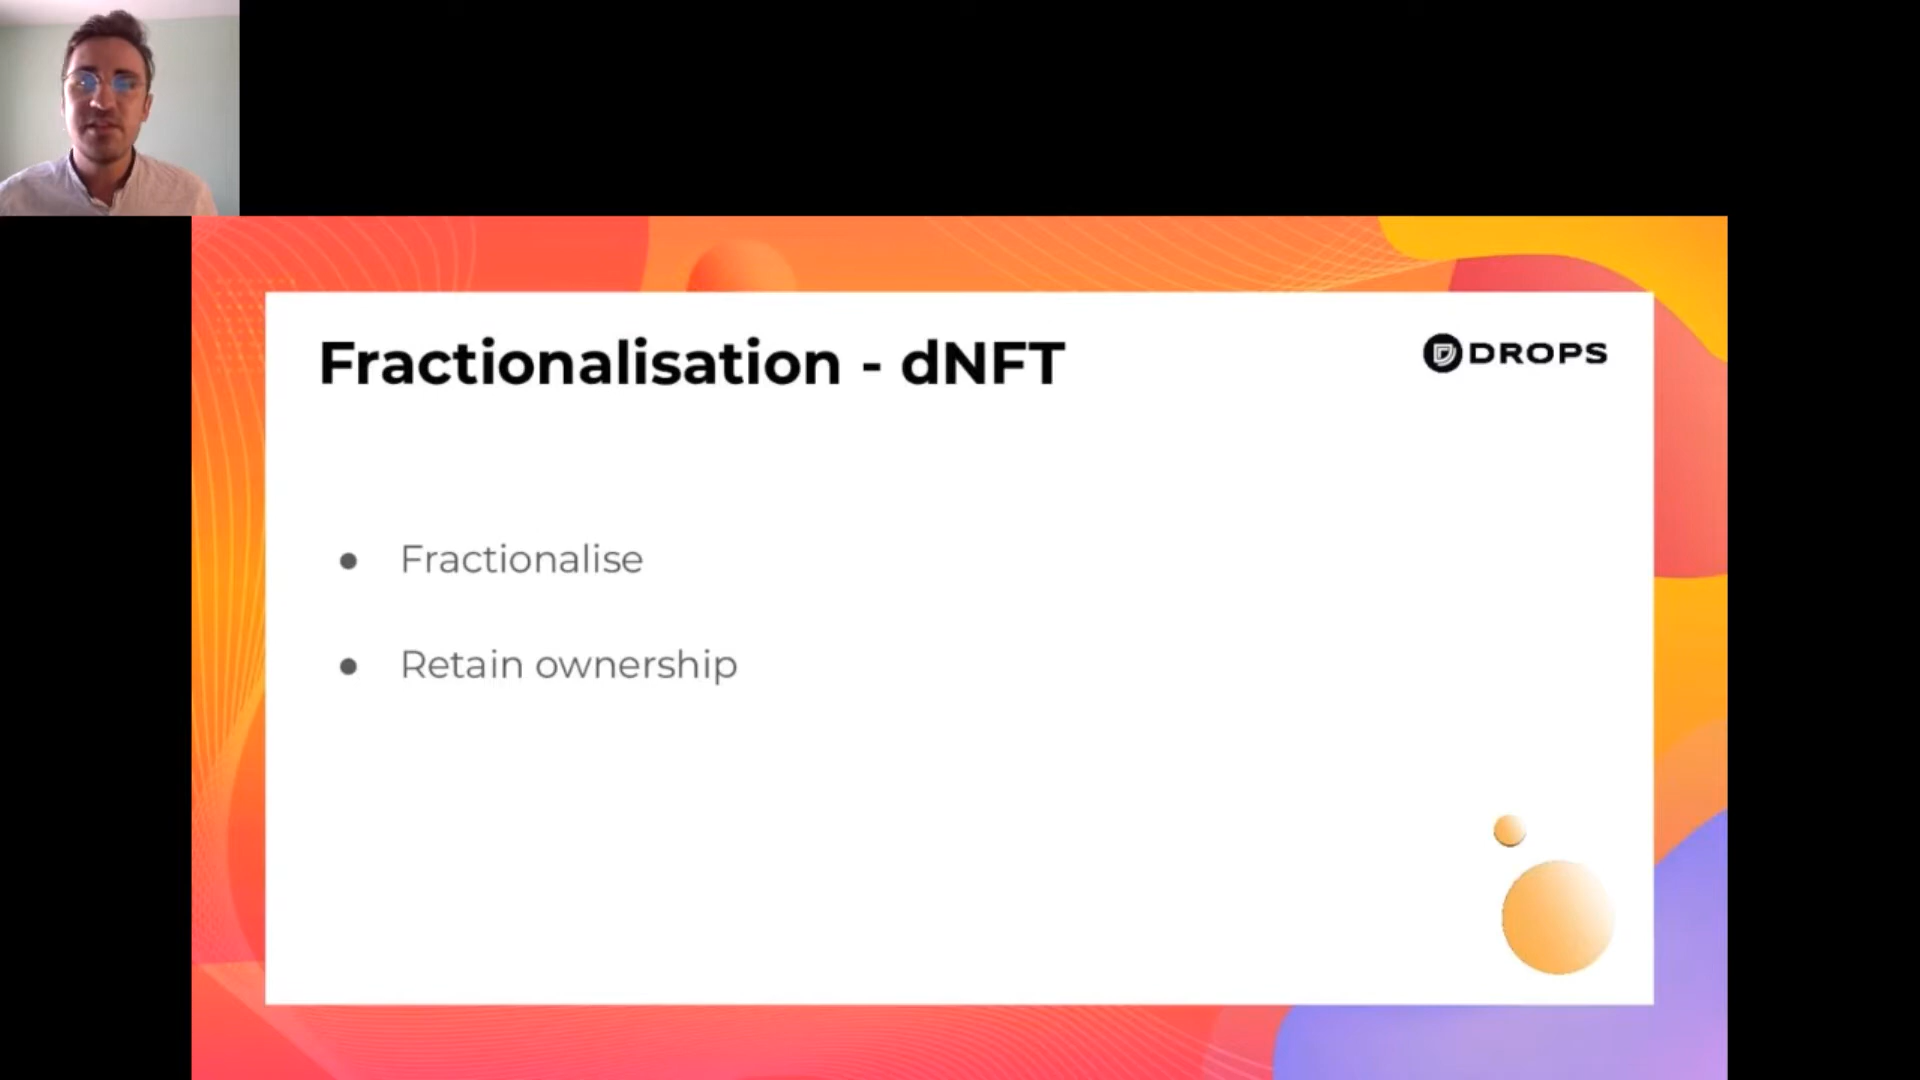 Fractionalisation - dNFT
DROPS
● Fractionalise
● Retain ownership